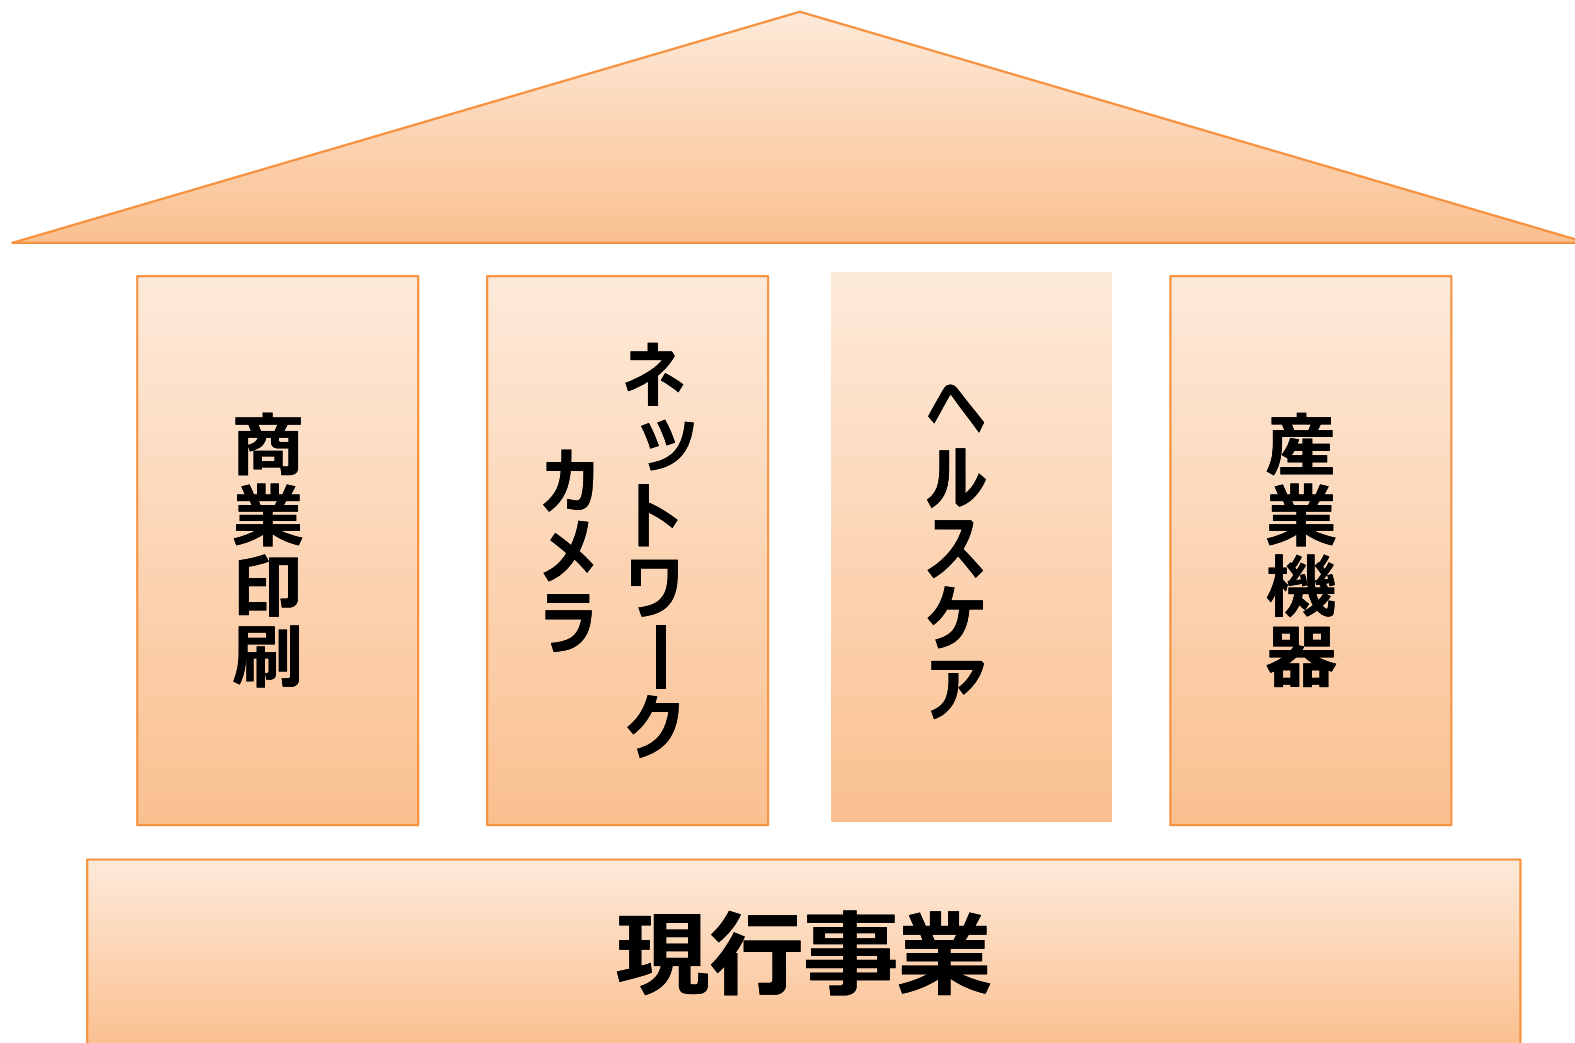 商業印刷
ネットワーク
カメラ
ヘルスケア
産業機器
現行事業